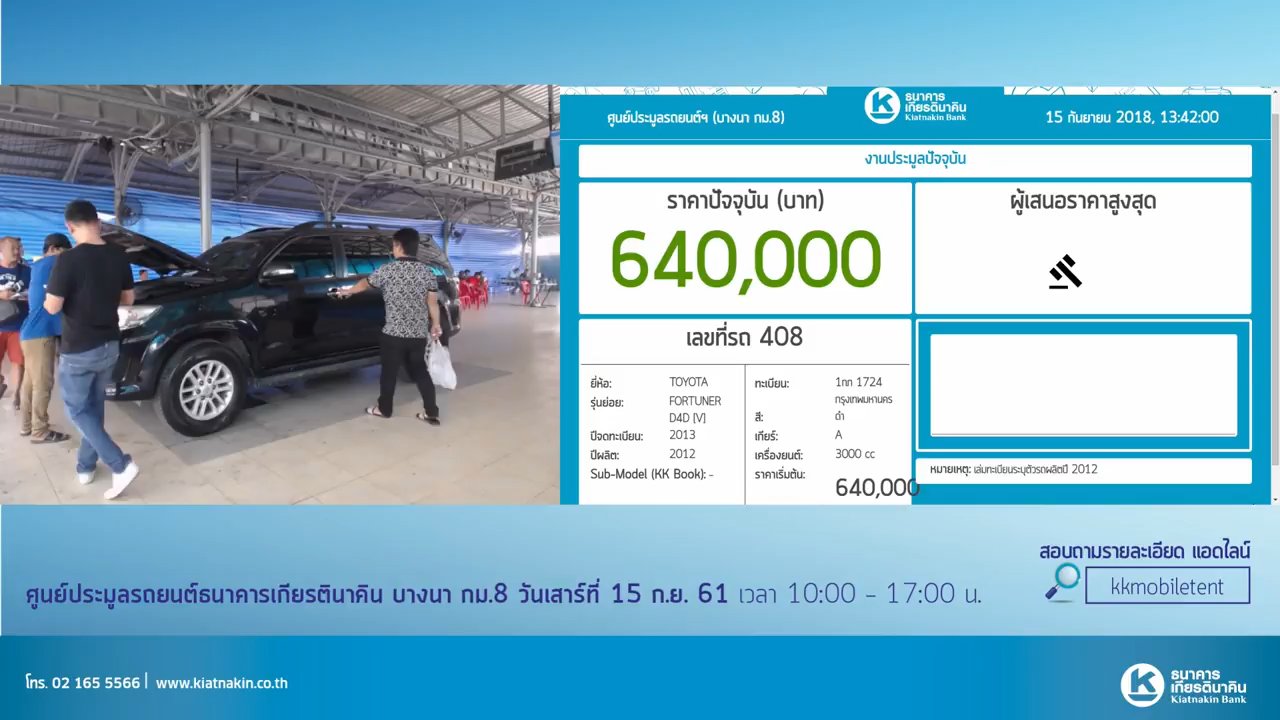 ธนาคาร
เกียรตินาคิน
Kiatnakin Bank
ศูนย์ประมูลรถยนต์ฯ (บางนา กม.8)
15 กันยายน 2018, 13:42:00
งานประมูลปัจจุบัน
ราคาปัจจุบัน (บาท)
640,000
ผู้เสนอราคาสูงสุด
เลขที่รถ 408
ยี่ห้อ: TOYOTA
รุ่นย่อย: FORTUNER
D4D [V]
ปีจดทะเบียน: 2013
ปีผลิต: 2012
Sub-Model (KK Book): -
ทะเบียน: 1กก 1724
กรุงเทพมหานคร
สี: ดำ
เกียร์: A
เครื่องยนต์: 3000 cc
ราคาเริ่มต้น: 640,000
หมายเหตุ: เล่มทะเบียนระบุตัวรถผลิตปี 2012
สอบถามรายละเอียด แอดไลน์
kkmobiletent
ศูนย์ประมูลรถยนต์ธนาคารเกียรตินาคิน บางนา กม.8 วันเสาร์ที่ 15 ก.ย. 61 เวลา 10:00 - 17:00 น.
โทร. 02 165 5566 | www.kiatnakin.co.th
ธนาคาร
เกียรตินาคิน
Kiatnakin Bank